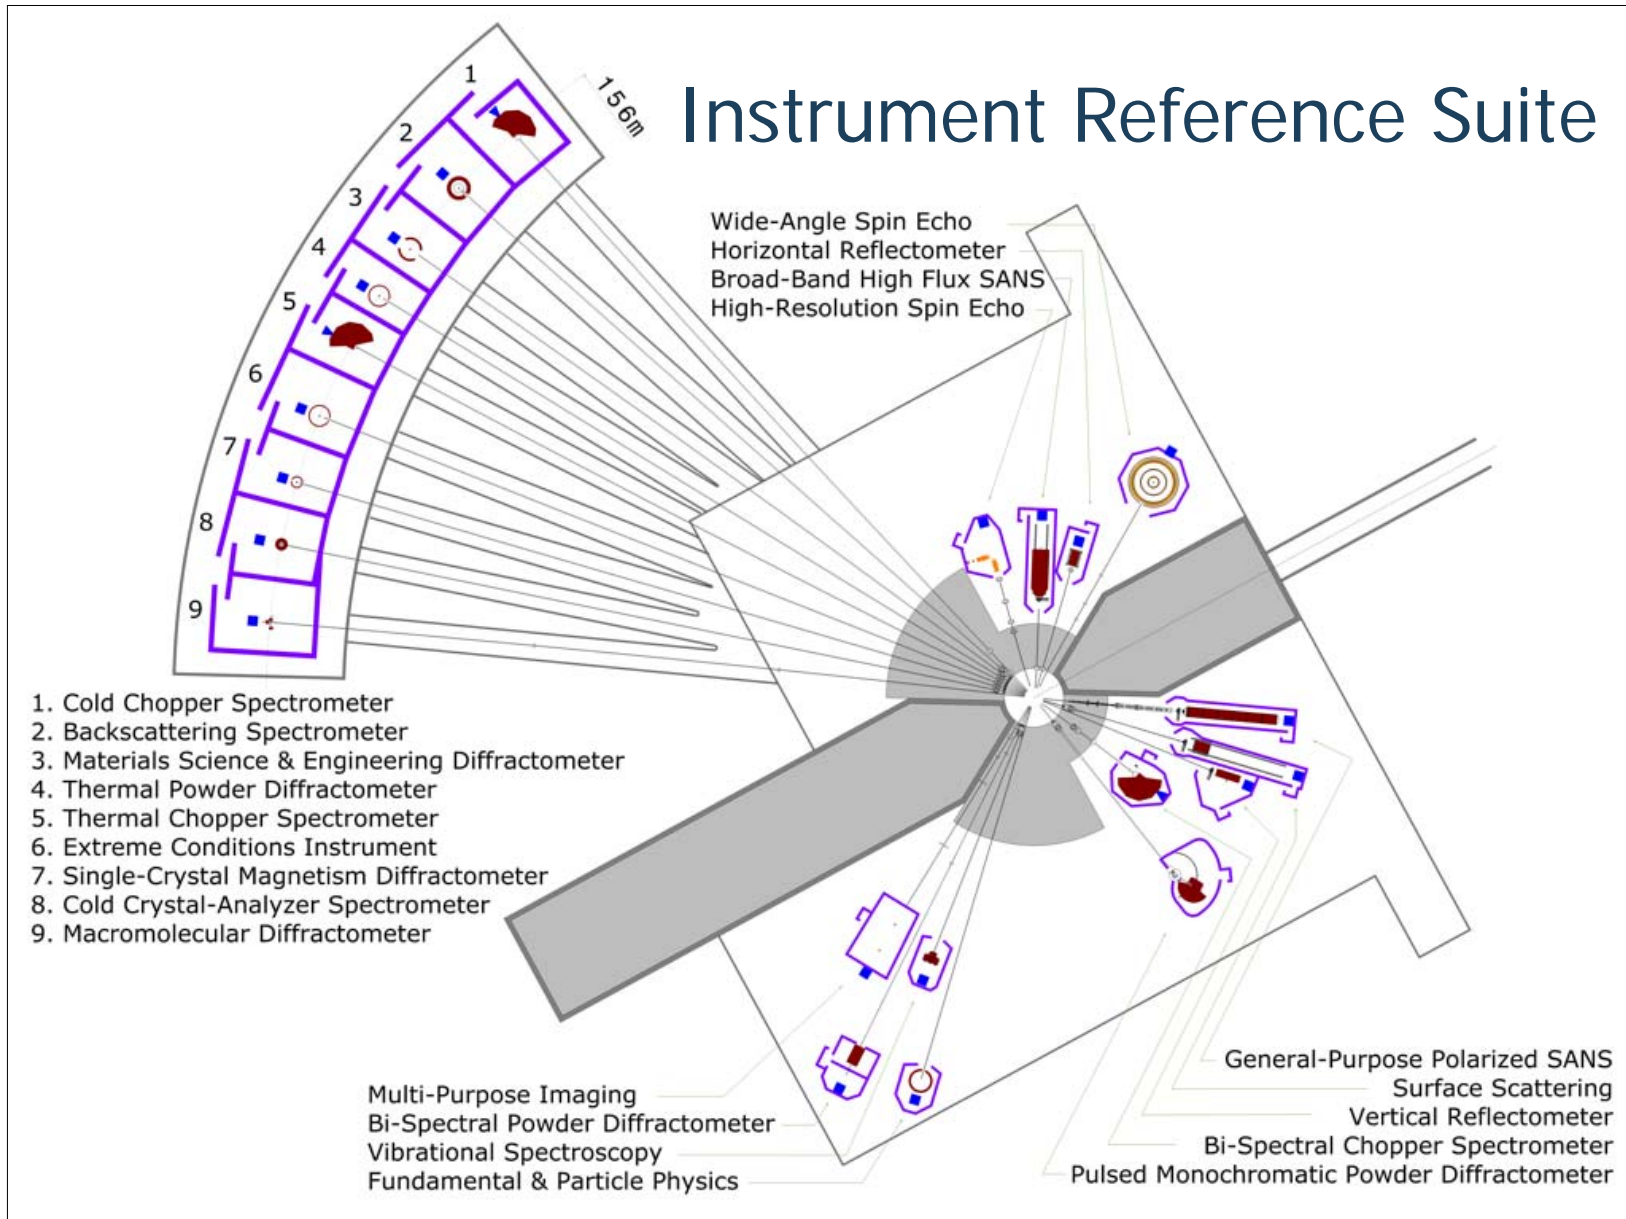 Instrument Reference Suite
156m
1
2
3
4
5
6
7
8
9
Wide-Angle Spin Echo
Horizontal Reflectometer
Broad-Band High Flux SANS
High-Resolution Spin Echo
1. Cold Chopper Spectrometer
2. Backscattering Spectrometer
3. Materials Science & Engineering Diffractometer
4. Thermal Powder Diffractometer
5. Thermal Chopper Spectrometer
6. Extreme Conditions Instrument
7. Single-Crystal Magnetism Diffractometer
8. Cold Crystal-Analyzer Spectrometer
9. Macromolecular Diffractometer
Multi-Purpose Imaging
Bi-Spectral Powder Diffractometer
Vibrational Spectroscopy
Fundamental & Particle Physics
General-Purpose Polarized SANS
Surface Scattering
Vertical Reflectometer
Bi-Spectral Chopper Spectrometer
Pulsed Monochromatic Powder Diffractometer